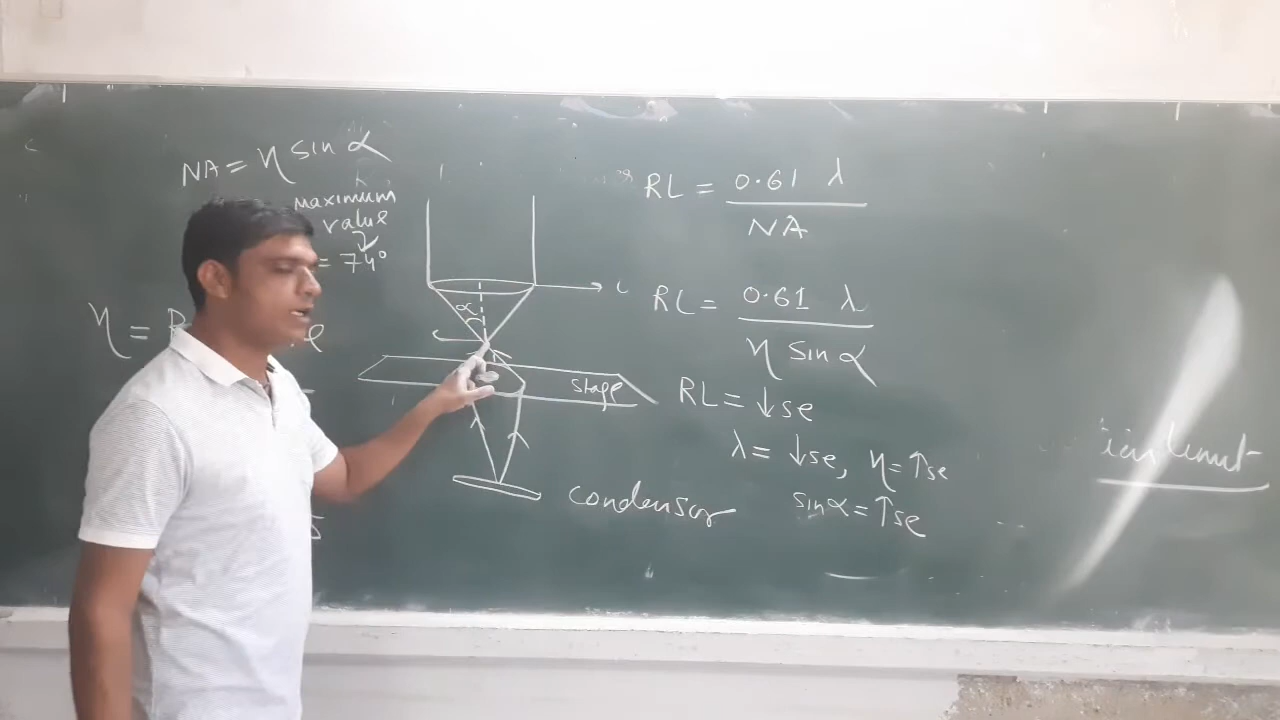 NA = η sin α
maximum
value
= 74°
η =
α
Stage
condensor
RL = 0.61 λ
NA
RL = 0.61 λ
η Sin α
RL = ↓se
λ = ↓se, η = ↑se
sin α = ↑se